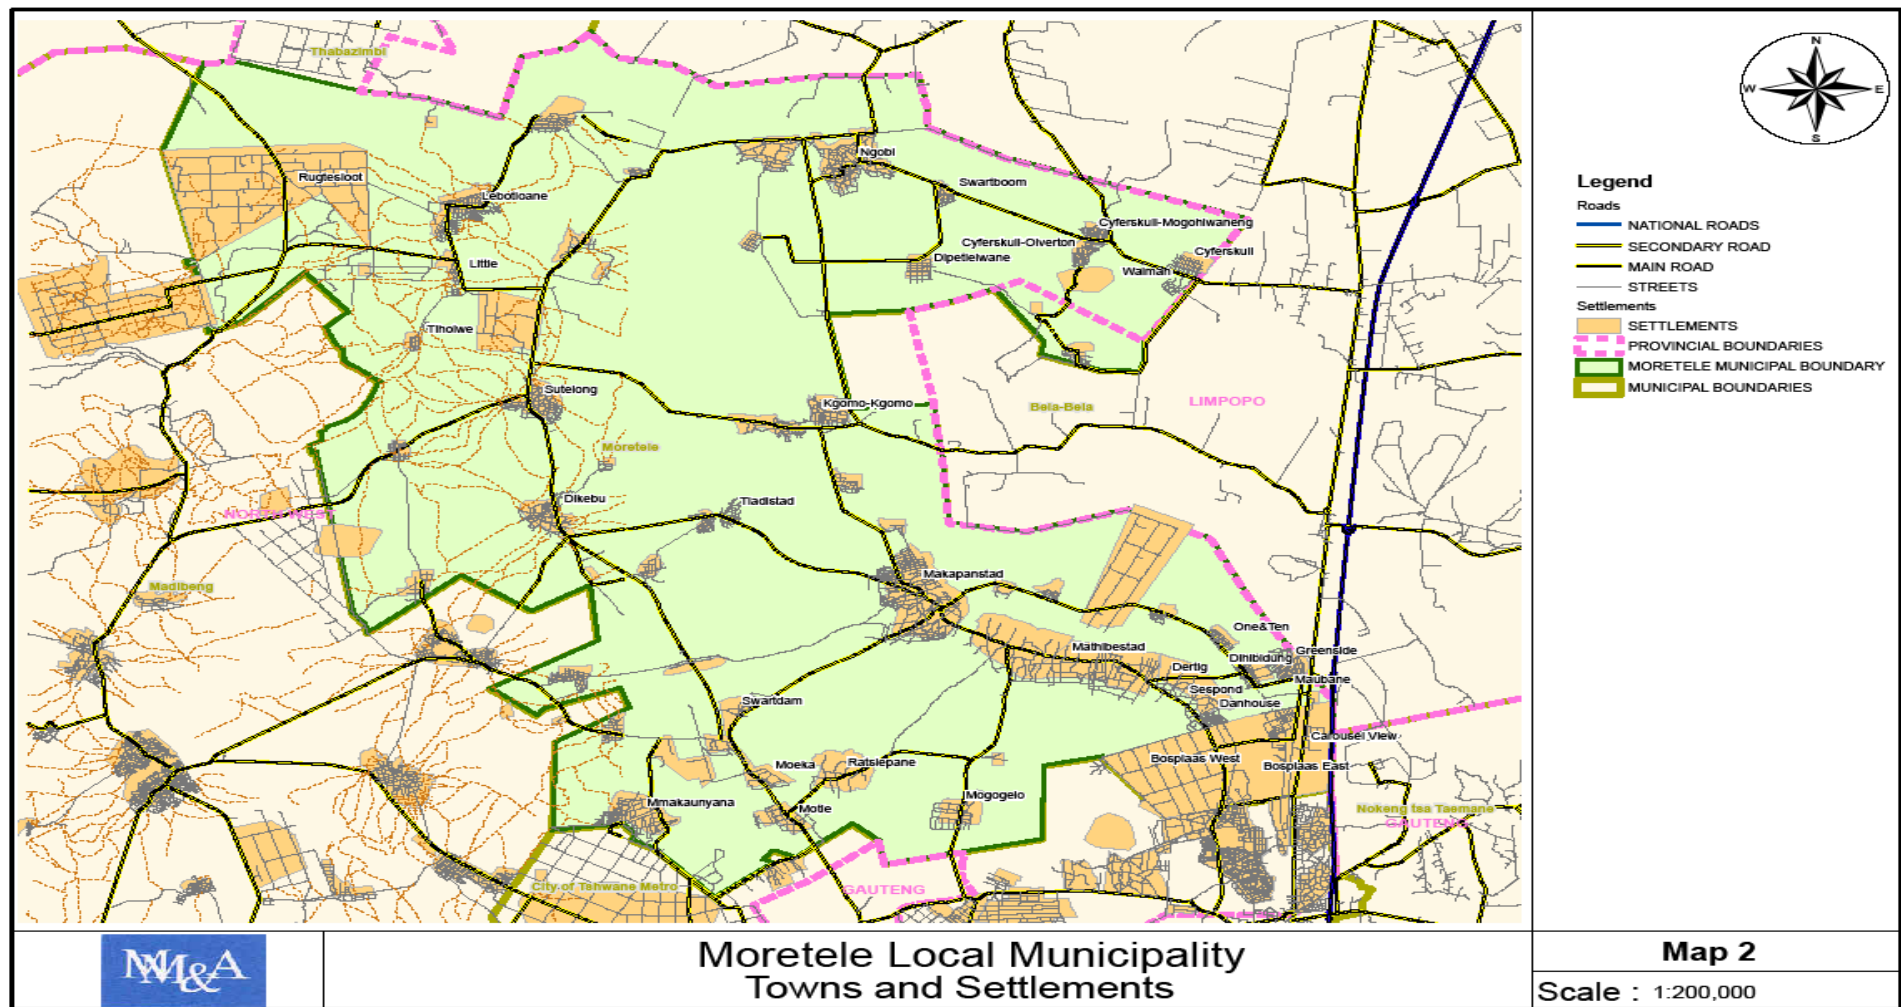 Thabazimbi
Rugtesloot
Lebotloane
Ngobi
Swartboom
Cyferskull-Mogohlwaneng
Cyferskull-Olverton
Cyferskull
Dipetlelwane
Walman
Little
Tlholwe
Sutelong
Kgomo-Kgomo
Bela-Bela
LIMPOPO
Moretele
Dikebu
Tladistad
NORTH WEST
Makapanstad
Madibeng
One&Ten
Mathibestad
Greenside
Dihibidung
Dertig
Maubane
Sespond
Danhouse
Swartdam
Carousel View
Moeka
Ratsiepane
Bosplaas West
Bosplaas East
Mmakaunyana
Motle
Mogogelo
Nokeng tsa Taemane
GAUTENG
City of Tshwane Metro
GAUTENG
N
W
E
S
Legend
Roads
NATIONAL ROADS
SECONDARY ROAD
MAIN ROAD
STREETS
Settlements
SETTLEMENTS
PROVINCIAL BOUNDARIES
MORETELE MUNICIPAL BOUNDARY
MUNICIPAL BOUNDARIES
NM&A
Moretele Local Municipality
Towns and Settlements
Map 2
Scale : 1:200,000